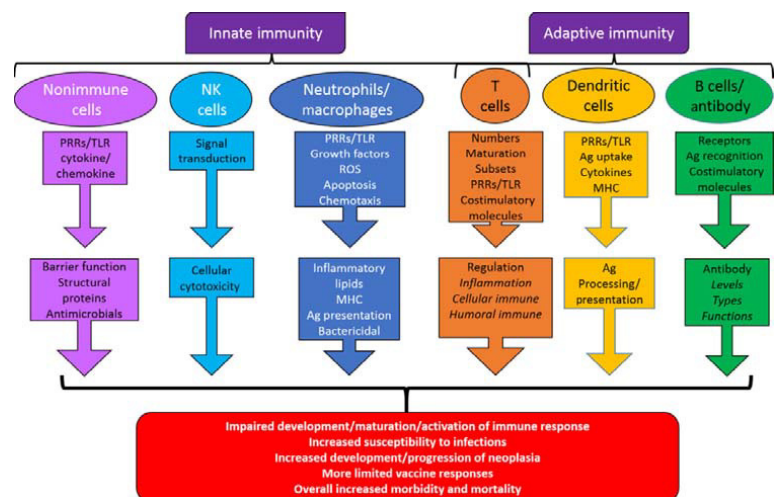 Innate immunity
Adaptive immunity
Nonimmune
cells
NK
cells
Neutrophils/
macrophages
T
cells
Dendritic
cells
B cells/
antibody
PRRs/TLR
cytokine/
chemokine
Signal
transduction
PRRs/TLR
Growth factors
ROS
Apoptosis
Chemotaxis
Numbers
Maturation
Subsets
PRRs/TLR
Costimulatory
molecules
PRRs/TLR
Ag uptake
Cytokines
MHC
Receptors
Ag recognition
Costimulatory
molecules
Barrier function
Structural
proteins
Antimicrobials
Cellular
cytotoxicity
Inflammatory
lipids
MHC
Ag presentation
Bactericidal
Regulation
Inflammation
Cellular immune
Humoral immune
Ag
Processing/
presentation
Antibody
Levels
Types
Functions
Impaired development/maturation/activation of immune response
Increased susceptibility to infections
Increased development/progression of neoplasia
More limited vaccine responses
Overall increased morbidity and mortality